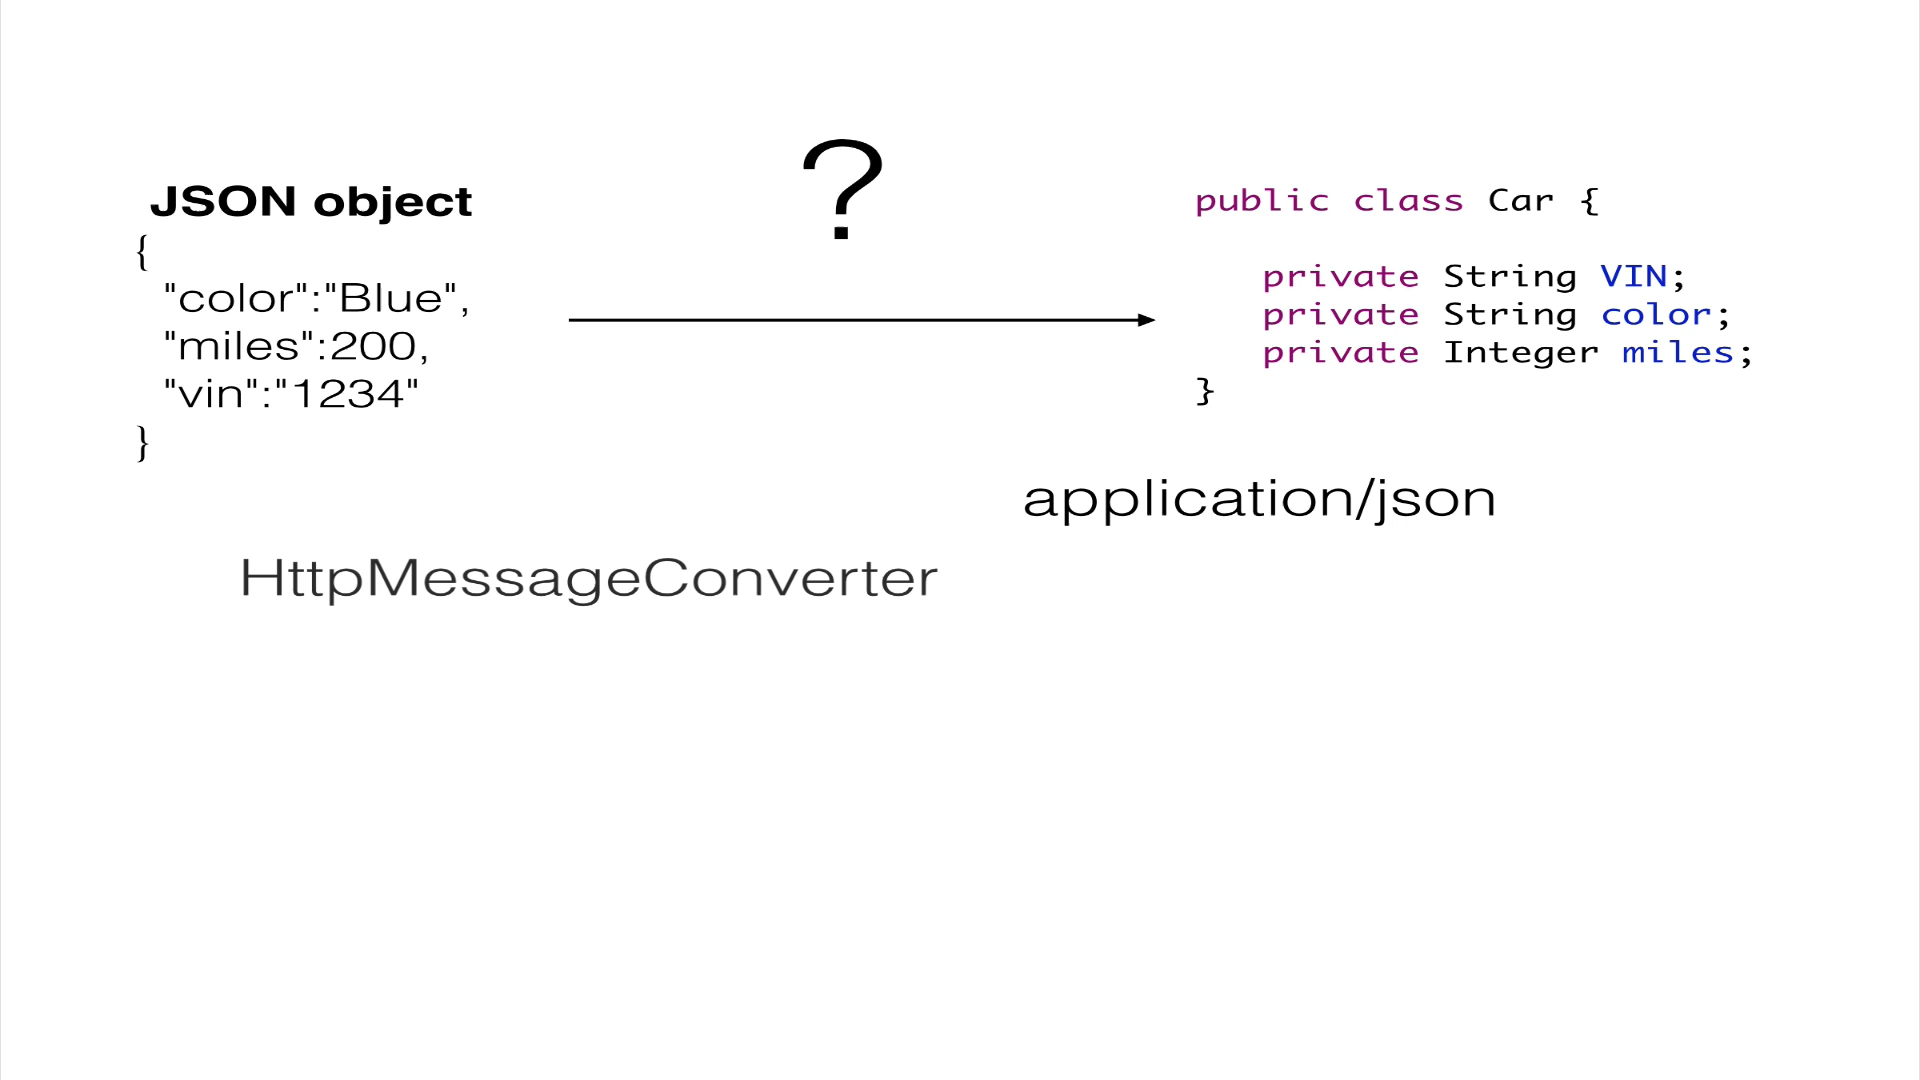 JSON object
{
"color":"Blue",
"miles":200,
"vin":"1234"
}
?
public class Car {
private String VIN;
private String color;
private Integer miles;
}
application/json
HttpMessageConverter